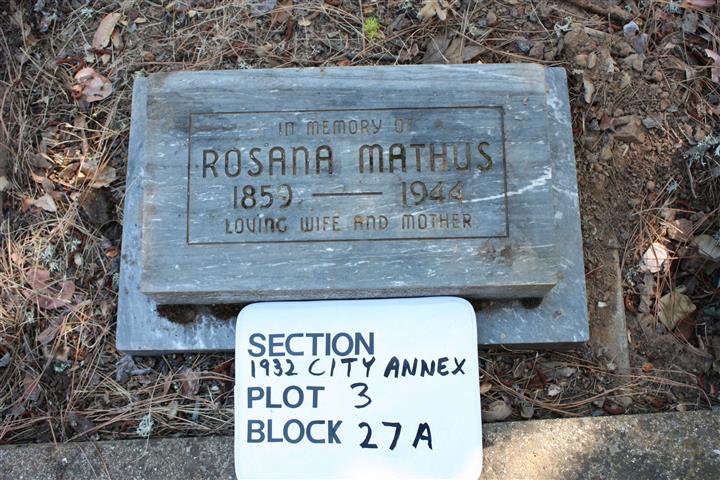 IN MEMORY OF
ROSANA MATHUS
1859 — 1944
LOVING WIFE AND MOTHER
SECTION
1932 CITY ANNEX
PLOT 3
BLOCK 27A